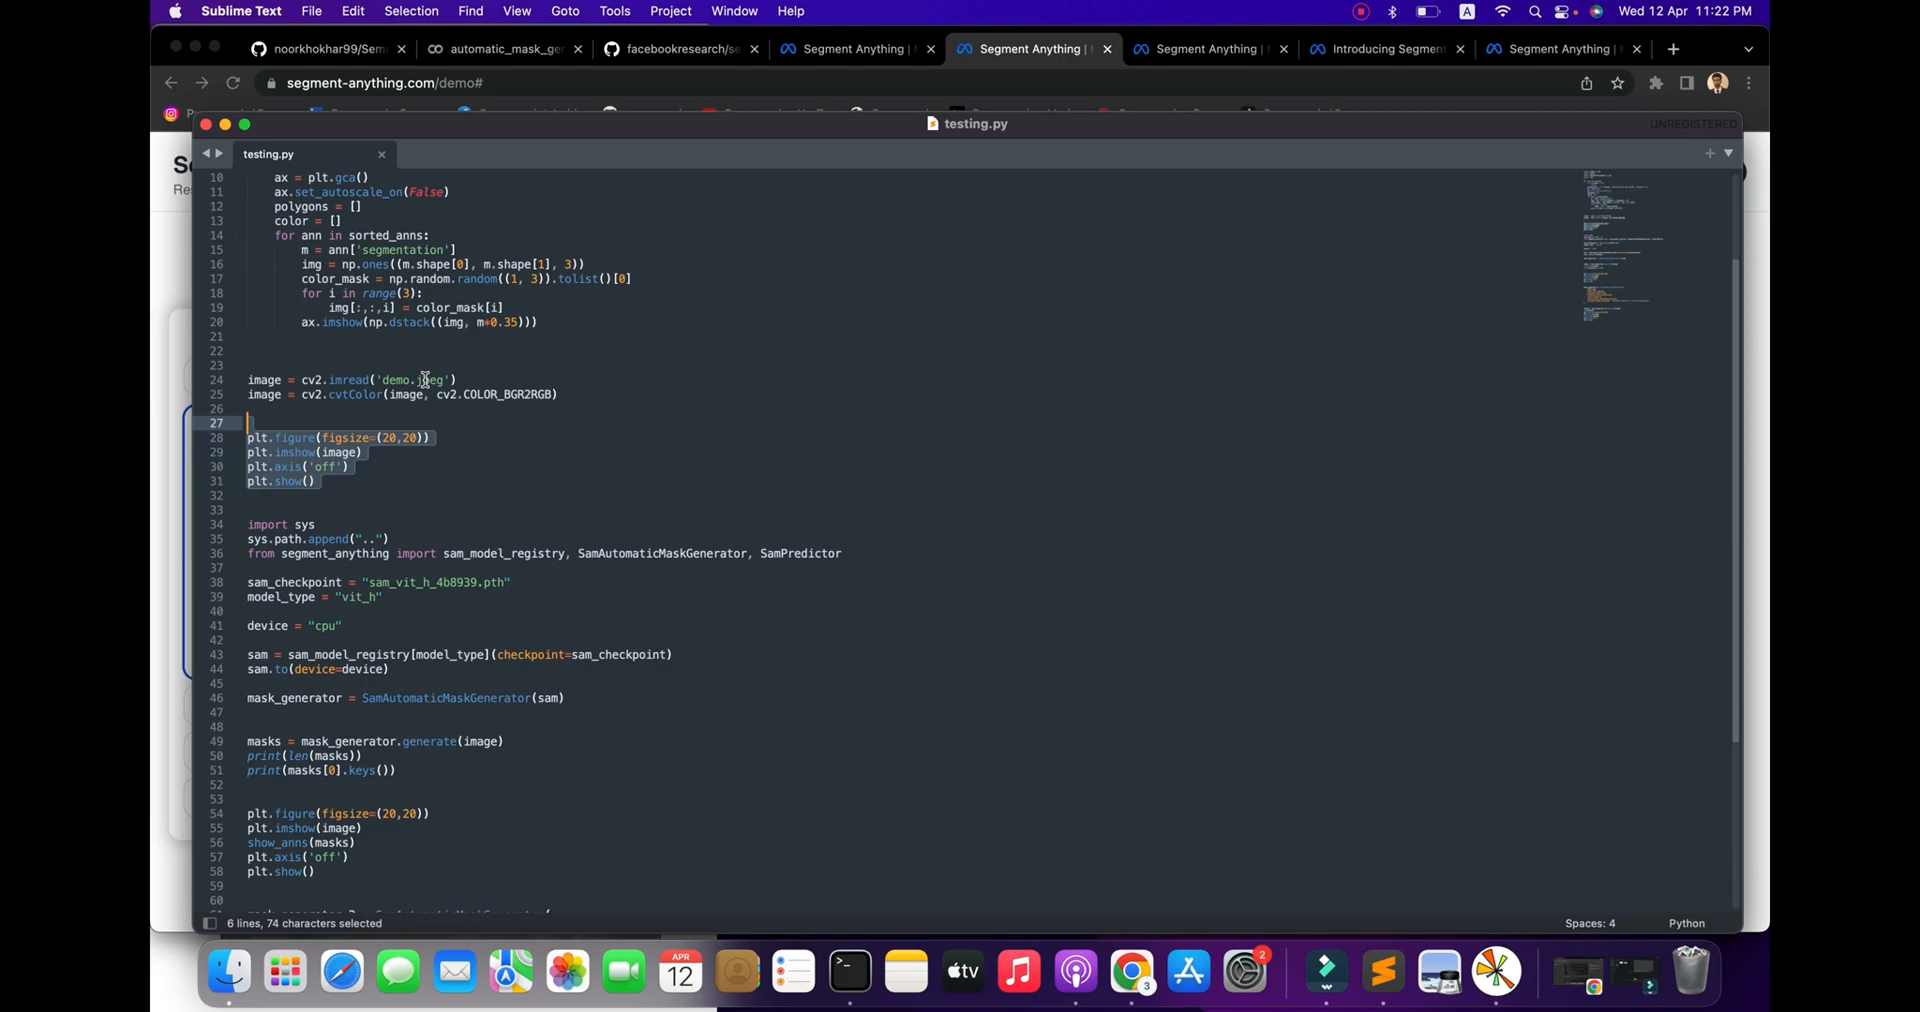 Sublime Text File Edit Selection Find View Goto Tools Project Window Help A Wed 12 Apr 11:22 PM
noorkhokhar99/Sem automatic_mask_gen facebookresearch/se Segment Anything | Segment Anything | Segment Anything | Introducing Segment Segment Anything |
segment-anything.com/demo#
testing.py UNREGISTERED
testing.py
10 ax = plt.gca()
11 ax.set_autoscale_on(False)
12 polygons = []
13 color = []
14 for ann in sorted_anns:
15 m = ann['segmentation']
16 img = np.ones((m.shape[0], m.shape[1], 3))
17 color_mask = np.random.random((1, 3)).tolist()[0]
18 for i in range(3):
19 img[:,:,i] = color_mask[i]
20 ax.imshow(np.dstack((img, m*0.35)))
21
22
23
24 image = cv2.imread('demo.jpeg')
25 image = cv2.cvtColor(image, cv2.COLOR_BGR2RGB)
26
27
28 plt.figure(figsize=(20,20))
29 plt.imshow(image)
30 plt.axis('off')
31 plt.show()
32
33
34 import sys
35 sys.path.append("..")
36 from segment_anything import sam_model_registry, SamAutomaticMaskGenerator, SamPredictor
37
38 sam_checkpoint = "sam_vit_h_4b8939.pth"
39 model_type = "vit_h"
40
41 device = "cpu"
42
43 sam = sam_model_registry[model_type](checkpoint=sam_checkpoint)
44 sam.to(device=device)
45
46 mask_generator = SamAutomaticMaskGenerator(sam)
47
48
49 masks = mask_generator.generate(image)
50 print(len(masks))
51 print(masks[0].keys())
52
53
54 plt.figure(figsize=(20,20))
55 plt.imshow(image)
56 show_anns(masks)
57 plt.axis('off')
58 plt.show()
59
60
6 lines, 74 characters selected Spaces: 4 Python
APR
12
tv
2
3